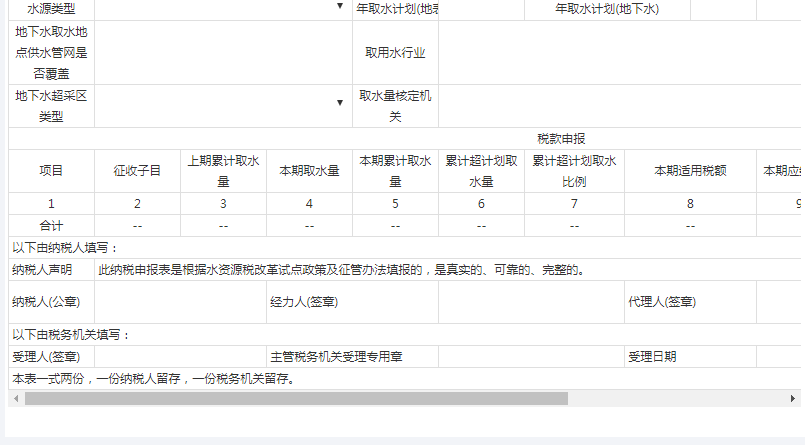 水源类型 年取水计划(地表 年取水计划(地下水)
地下水取水地
点供水管网是
否覆盖
取用水行业
地下水超采区
类型
取水量核定机
关
税款申报
项目 征收子目 上期累计取水
量 本期取水量 本期累计取水
量 累计超计划取
水量 累计超计划取水
比例 本期适用税额 本期应
1 2 3 4 5 6 7 8 9
合计 -- -- -- -- -- -- --
以下由纳税人填写：
纳税人声明 此纳税申报表是根据水资源税改革试点政策及征管办法填报的，是真实的、可靠的、完整的。
纳税人(公章) 经力人(签章) 代理人(签章)
以下由税务机关填写：
受理人(签章) 主管税务机关受理专用章 受理日期
本表一式两份，一份纳税人留存，一份税务机关留存。